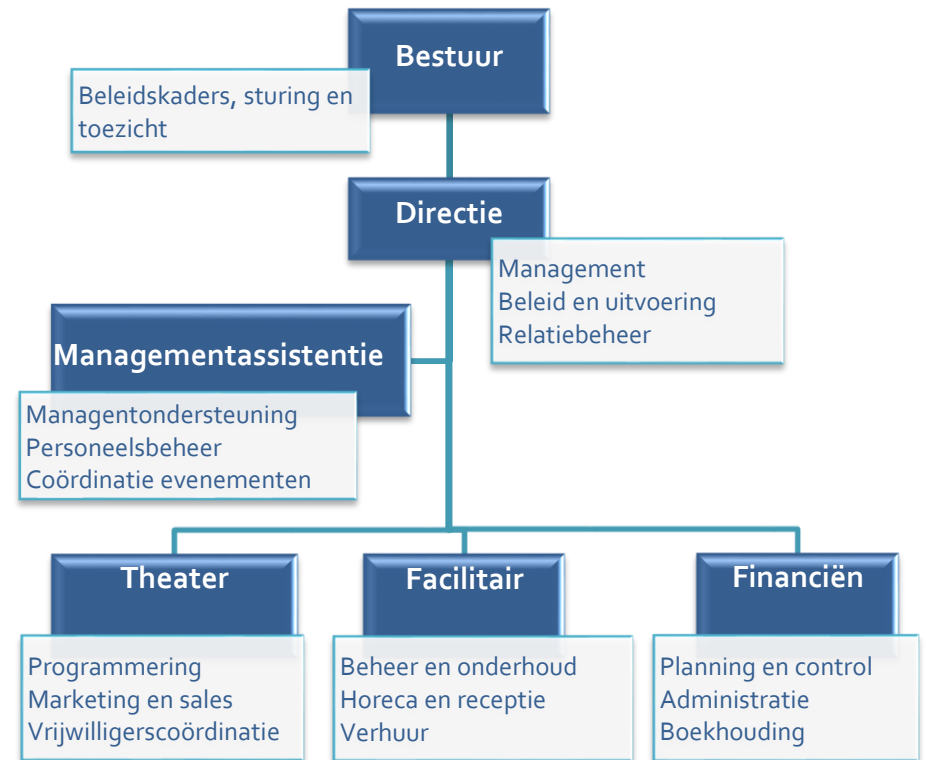 Bestuur
Beleidskaders, sturing en
toezicht
Directie
Management
Beleid en uitvoering
Relatiebeheer
Managementassistentie
Managentondersteuning
Personeelsbeheer
Coördinatie evenementen
Theater
Programmering
Marketing en sales
Vrijwilligerscoördinatie
Facilitair
Beheer en onderhoud
Horeca en receptie
Verhuur
Financiën
Planning en control
Administratie
Boekhouding